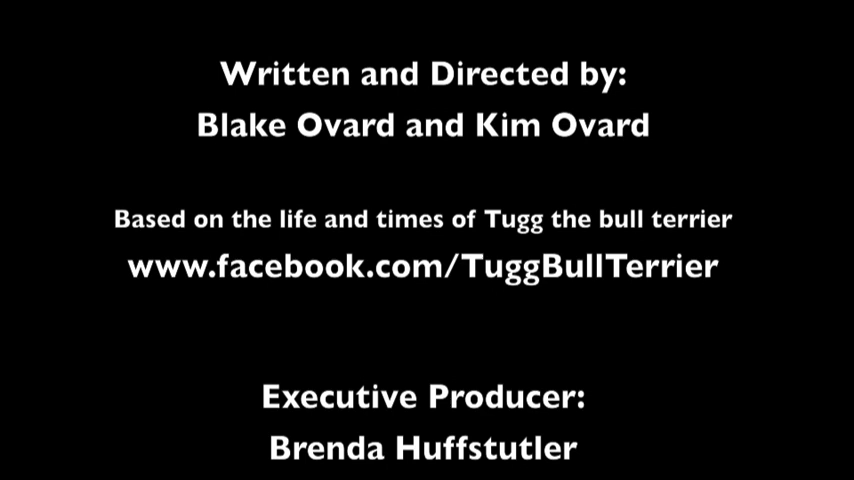 Written and Directed by:
Blake Ovard and Kim Ovard
Based on the life and times of Tugg the bull terrier
www.facebook.com/TuggBullTerrier
Executive Producer:
Brenda Huffstutler